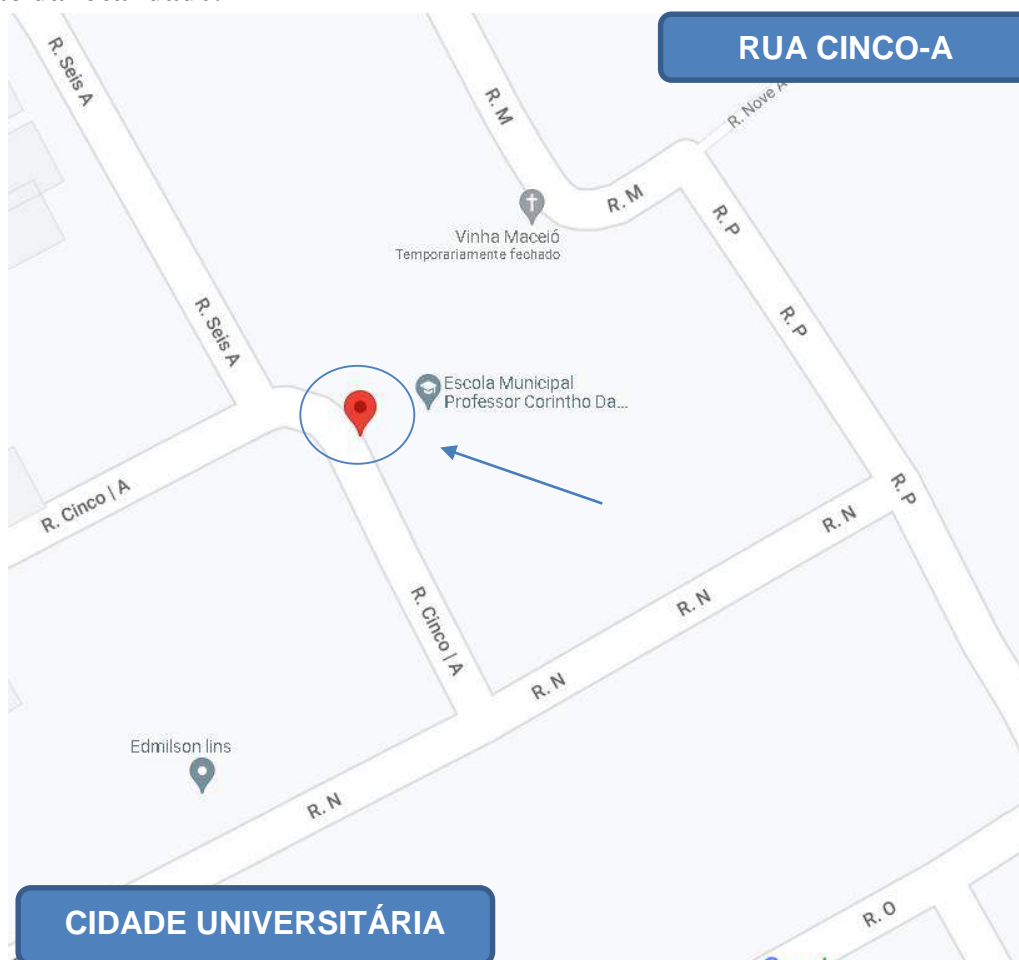 RUA CINCO-A
R. Seis A
R. M
R. Nove A
R. M
R. P
Vinha Maceió
Temporariamente fechado
R. Seis A
R. P
Escola Municipal
Professor Corintho Da...
R. Cinco | A
R. P
R. N
R. Cinco | A
R. N
R. N
Edmilson lins
R. N
CIDADE UNIVERSITÁRIA
R. O